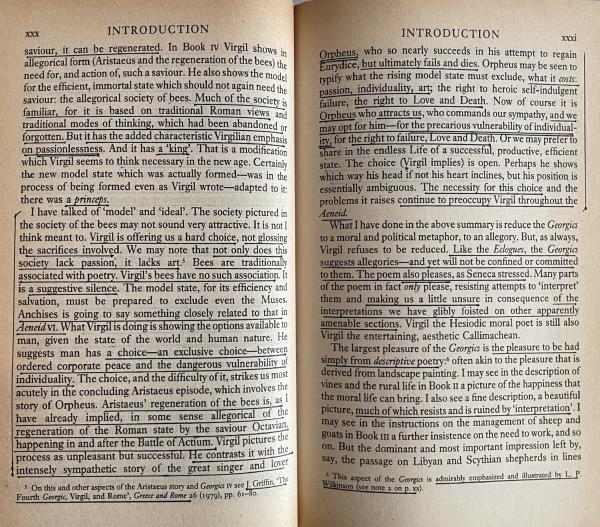 xxx
INTRODUCTION
saviour, it can be regenerated. In Book IV Virgil shows in
allegorical form (Aristaeus and the regeneration of the bees) the
need for, and action of, such a saviour. He also shows the model
for the efficient, immortal state which should not again need the
saviour: the allegorical society of bees. Much of the society is
familiar, for it is based on traditional Roman views and
traditional modes of thinking, which had been abandoned or
forgotten. But it has the added characteristic Virgilian emphasis
on passionlessness. And it has a 'king'. That is a modification
which Virgil seems to think necessary in the new age. Certainly
the new model state which was actually formed—was in the
process of being formed even as Virgil wrote—adapted to it:
there was a princeps.
I have talked of 'model' and 'ideal'. The society pictured in
the society of the bees may not sound very attractive. It is not I
think meant to. Virgil is offering us a hard choice, not glossing
the sacrifices involved. We may note that not only does this
society lack passion, it lacks art.⁵ Bees are traditionally
associated with poetry. Virgil's bees have no such association. It
is a suggestive silence. The model state, for its efficiency and
salvation, must be prepared to exclude even the Muses.
Anchises is going to say something closely related to that in
Aeneid VI. What Virgil is doing is showing the options available to
man, given the state of the world and human nature. He
suggests man has a choice—an exclusive choice—between
ordered corporate peace and the dangerous vulnerability of
individuality. The choice, and the difficulty of it, strikes us most
acutely in the concluding Aristaeus episode, which involves the
story of Orpheus. Aristaeus' regeneration of the bees is, as I
have already implied, in some sense allegorical of the
regeneration of the Roman state by the saviour Octavian,
happening in and after the Battle of Actium. Virgil pictures the
process as unpleasant but successful. He contrasts it with the
intensely sympathetic story of the great singer and lover
⁵ On this and other aspects of the Aristaeus story and Georgics IV see J. Griffin, 'The
Fourth Georgic, Virgil, and Rome', Greece and Rome 26 (1979), pp. 61–80.
INTRODUCTION
xxxi
Orpheus, who so nearly succeeds in his attempt to regain
Eurydice, but ultimately fails and dies. Orpheus may be seen to
typify what the rising model state must exclude, what it costs:
passion, individuality, art; the right to heroic self-indulgent
failure, the right to Love and Death. Now of course it is
Orpheus who attracts us, who commands our sympathy, and we
may opt for him—for the precarious vulnerability of individual-
ity, for the right to failure, Love and Death. Or we may prefer to
share in the endless Life of a successful, productive, efficient
state. The choice (Virgil implies) is open. Perhaps he shows
which way his head if not his heart inclines, but his position is
essentially ambiguous. The necessity for this choice and the
problems it raises continue to preoccupy Virgil throughout the
Aeneid.
What I have done in the above summary is reduce the Georgics
to a moral and political metaphor, to an allegory. But, as always,
Virgil refuses to be reduced. Like the Eclogues, the Georgics
suggests allegories—and yet will not be confined or committed
to them. The poem also pleases, as Seneca stressed. Many parts
of the poem in fact only please, resisting attempts to 'interpret'
them and making us a little unsure in consequence of the
interpretations we have glibly foisted on other apparently
amenable sections. Virgil the Hesiodic moral poet is still also
Virgil the entertaining, aesthetic Callimachean.
The largest pleasure of the Georgics is the pleasure to be had
simply from descriptive poetry⁶ often akin to the pleasure that is
derived from landscape painting. I may see in the description of
vines and the rural life in Book II a picture of the happiness that
the moral life can bring. I also see a fine description, a beautiful
picture, much of which resists and is ruined by 'interpretation'. I
may see in the instructions on the management of sheep and
goats in Book III a further insistence on the need to work, and so
on. But the dominant and most important impression left by,
say, the passage on Libyan and Scythian shepherds in lines
⁶ This aspect of the Georgics is admirably emphasized and illustrated by L. P.
Wilkinson (see note 2 on p. xx).